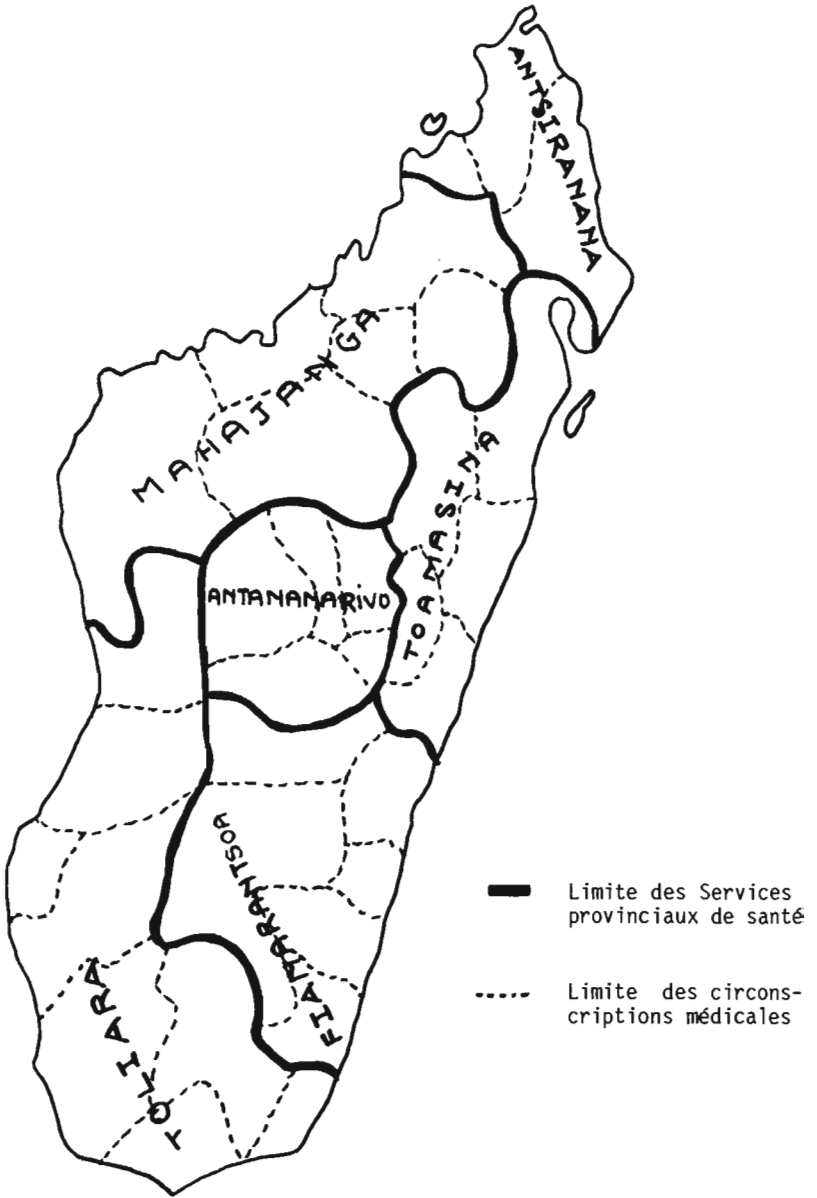 ANTSIRANANA
MAHAJANGA
TOAMASINA
ANTANANARIVO
FIANARANTSOA
TOLIARA
Limite des Services
provinciaux de santé
Limite des circons-
criptions médicales